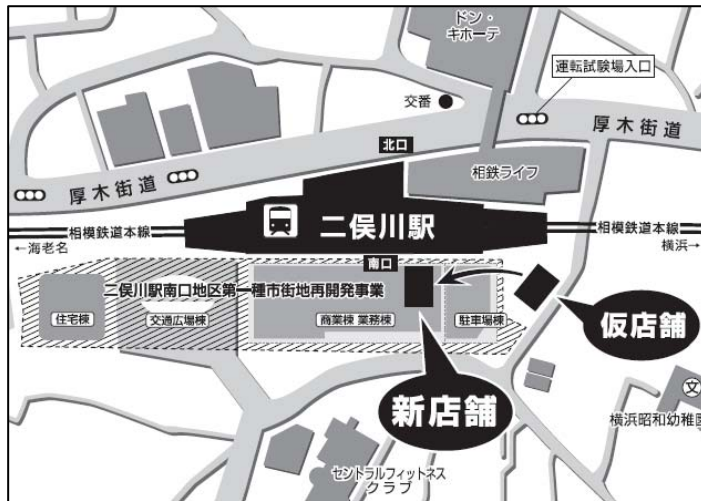 ドン・
キホーテ
運転試験場入口
交番
厚木街道
北口
相鉄ライフ
厚木街道
二俣川駅
相模鉄道本線
←海老名
相模鉄道本線
横浜→
南口
二俣川駅南口地区第一種市街地再開発事業
住宅棟
交通広場棟
商業棟 業務棟
駐車場棟
仮店舗
新店舗
文
横浜昭和幼稚園
セントラルフィットネス
クラブ